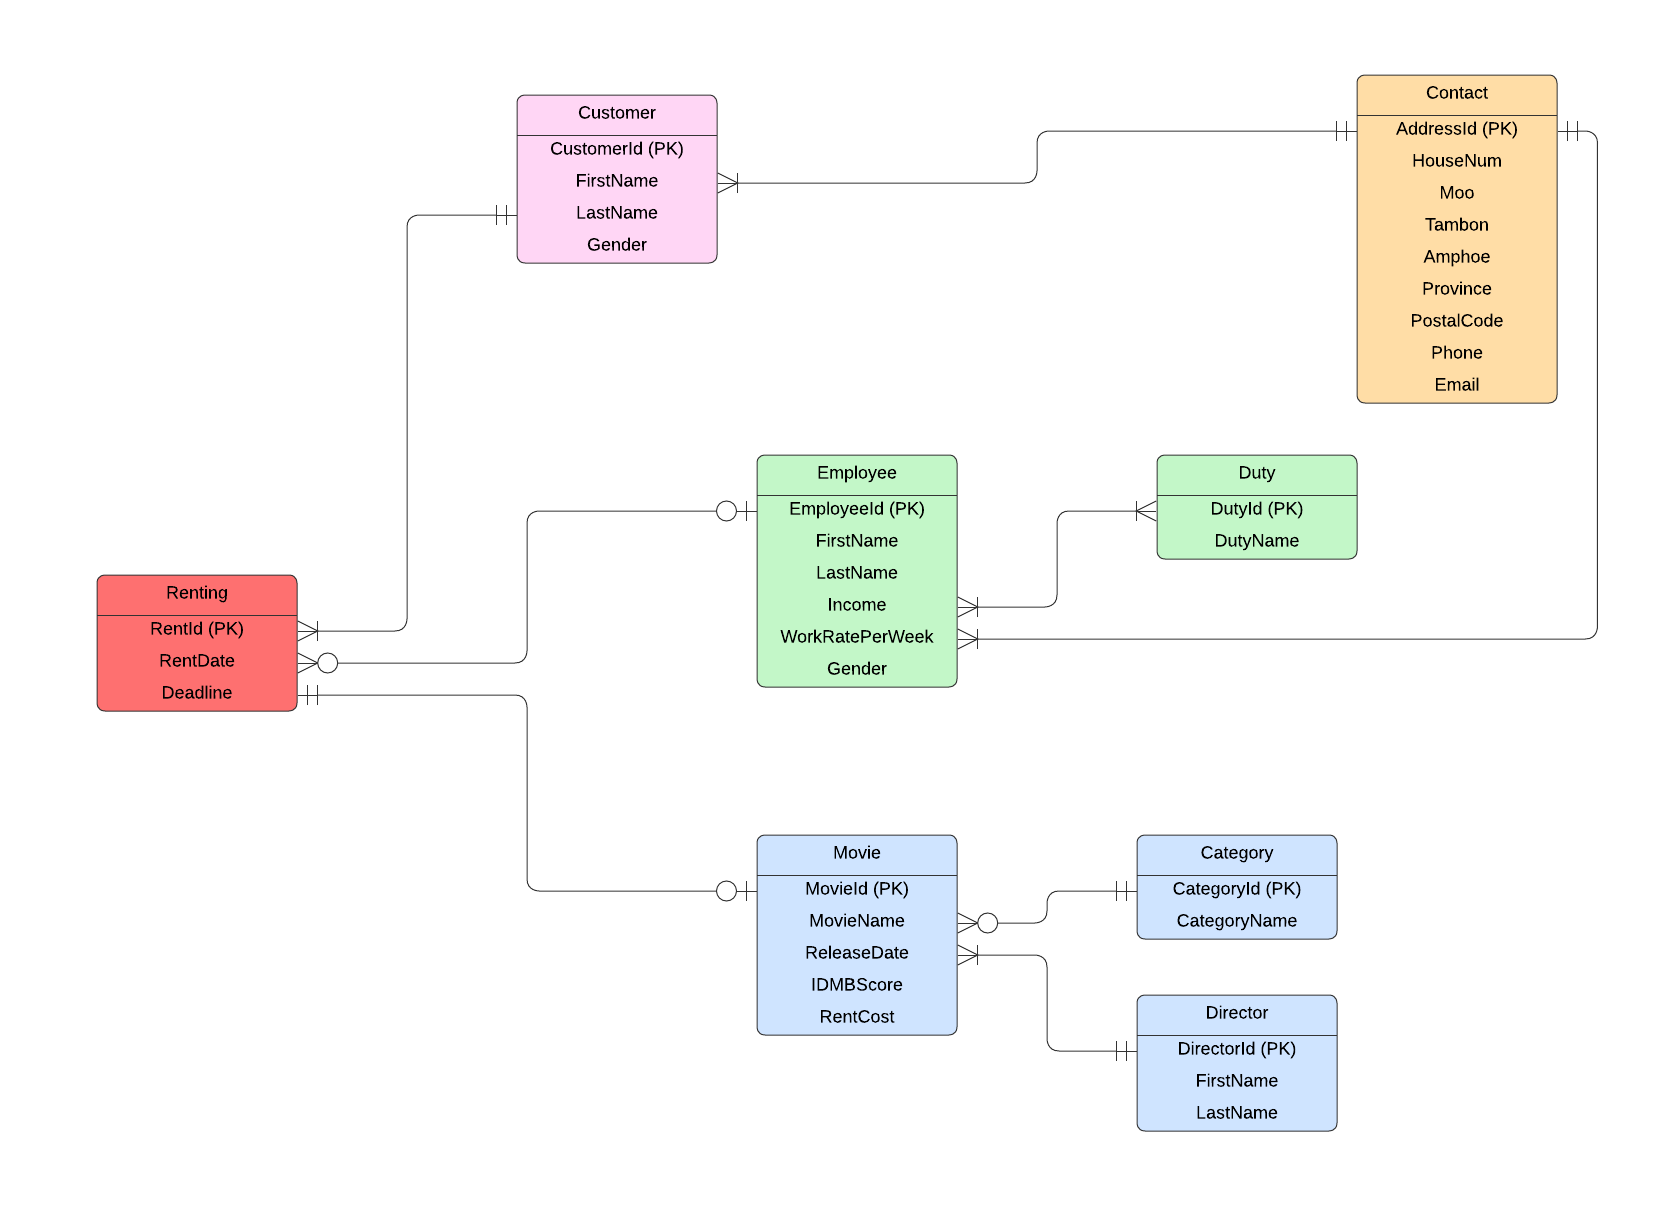 Customer
CustomerId (PK)
FirstName
LastName
Gender
Contact
AddressId (PK)
HouseNum
Moo
Tambon
Amphoe
Province
PostalCode
Phone
Email
Employee
EmployeeId (PK)
FirstName
LastName
Income
WorkRatePerWeek
Gender
Duty
DutyId (PK)
DutyName
Renting
RentId (PK)
RentDate
Deadline
Movie
MovieId (PK)
MovieName
ReleaseDate
IDMBScore
RentCost
Category
CategoryId (PK)
CategoryName
Director
DirectorId (PK)
FirstName
LastName